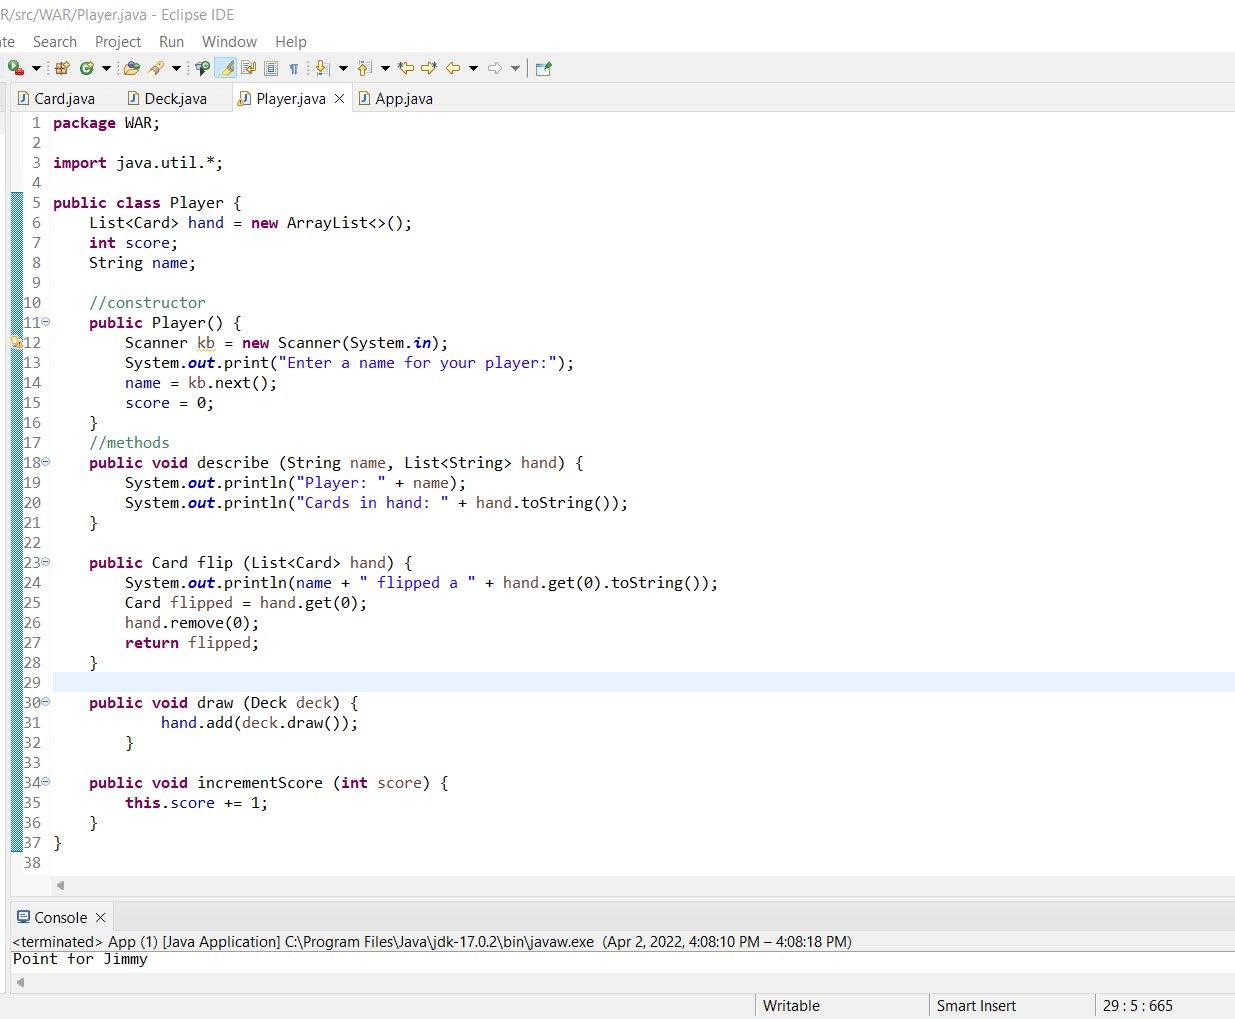 R/src/WAR/Player.java - Eclipse IDE
te Search Project Run Window Help
Card.java Deck.java Player.java App.java
1 package WAR;
2
3 import java.util.*;
4
5 public class Player {
6     List<Card> hand = new ArrayList<>();
7     int score;
8     String name;
9
10     //constructor
11     public Player() {
12         Scanner kb = new Scanner(System.in);
13         System.out.print("Enter a name for your player:");
14         name = kb.next();
15         score = 0;
16     }
17     //methods
18     public void describe (String name, List<String> hand) {
19         System.out.println("Player: " + name);
20         System.out.println("Cards in hand: " + hand.toString());
21     }
22
23     public Card flip (List<Card> hand) {
24         System.out.println(name + " flipped a " + hand.get(0).toString());
25         Card flipped = hand.get(0);
26         hand.remove(0);
27         return flipped;
28     }
29
30     public void draw (Deck deck) {
31             hand.add(deck.draw());
32         }
33
34     public void incrementScore (int score) {
35         this.score += 1;
36     }
37 }
38
Console
<terminated> App (1) [Java Application] C:\Program Files\Java\jdk-17.0.2\bin\javaw.exe (Apr 2, 2022, 4:08:10 PM – 4:08:18 PM)
Point for Jimmy
Writable Smart Insert 29 : 5 : 665